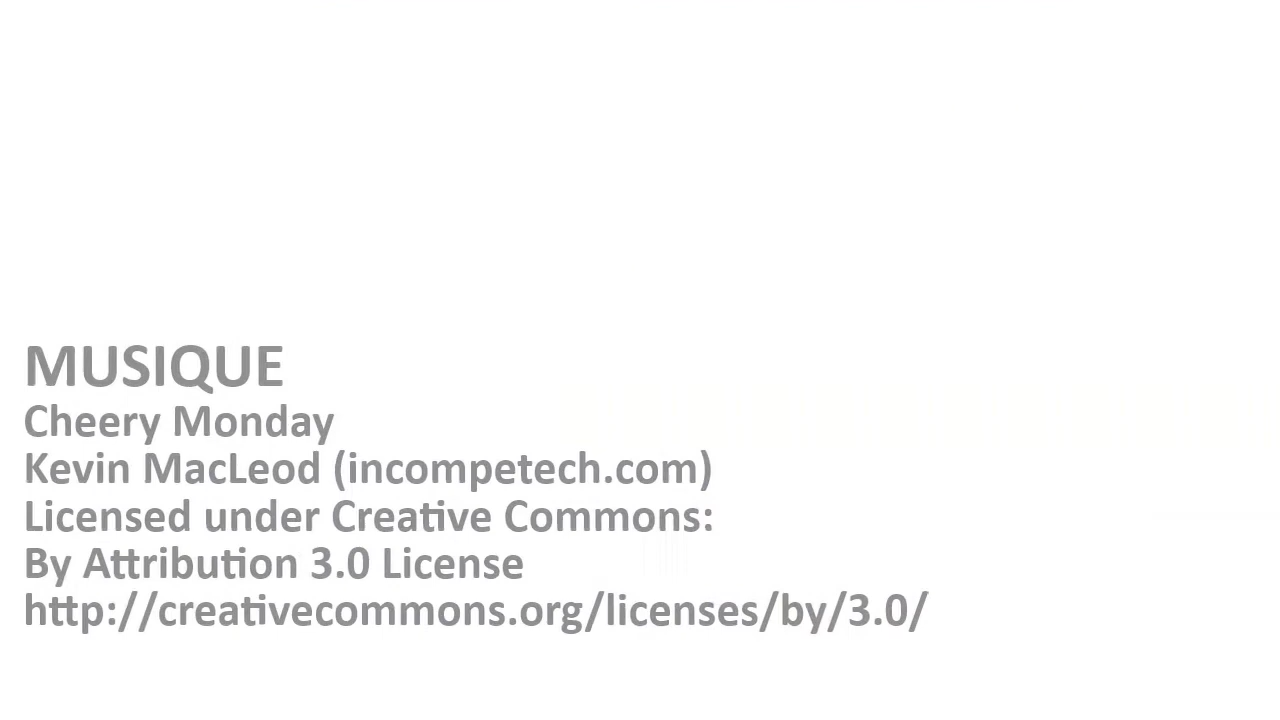 MUSIQUE
Cheery Monday
Kevin MacLeod (incompetech.com)
Licensed under Creative Commons:
By Attribution 3.0 License
http://creativecommons.org/licenses/by/3.0/